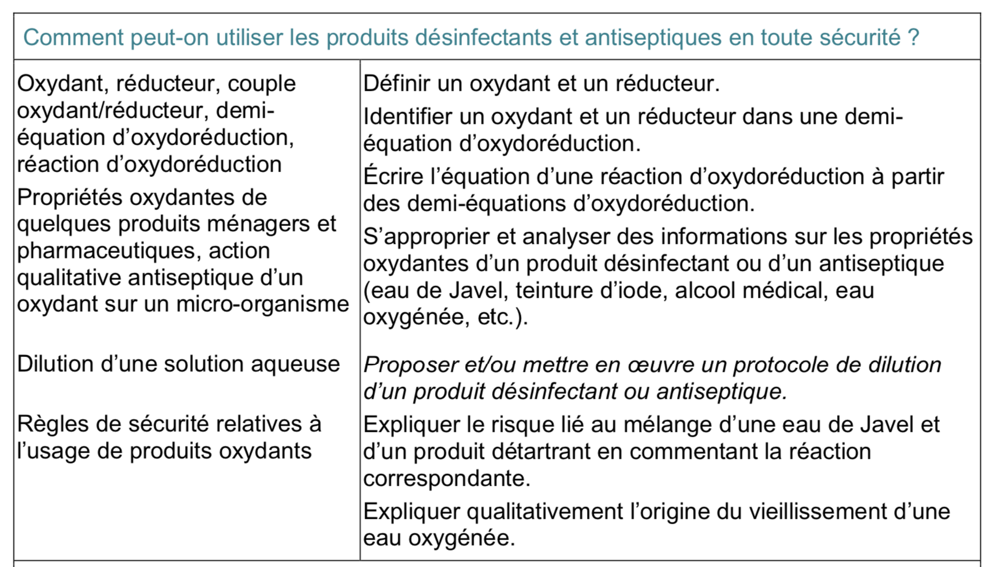 Comment peut-on utiliser les produits désinfectants et antiseptiques en toute sécurité ?
Oxydant, réducteur, couple
oxydant/réducteur, demi-
équation d’oxydoréduction,
réaction d’oxydoréduction
Propriétés oxydantes de
quelques produits ménagers et
pharmaceutiques, action
qualitative antiseptique d’un
oxydant sur un micro-organisme
Dilution d’une solution aqueuse
Règles de sécurité relatives à
l’usage de produits oxydants
Définir un oxydant et un réducteur.
Identifier un oxydant et un réducteur dans une demi-
équation d’oxydoréduction.
Écrire l’équation d’une réaction d’oxydoréduction à partir
des demi-équations d’oxydoréduction.
S’approprier et analyser des informations sur les propriétés
oxydantes d’un produit désinfectant ou d’un antiseptique
(eau de Javel, teinture d’iode, alcool médical, eau
oxygénée, etc.).
Proposer et/ou mettre en œuvre un protocole de dilution
d’un produit désinfectant ou antiseptique.
Expliquer le risque lié au mélange d’une eau de Javel et
d’un produit détartrant en commentant la réaction
correspondante.
Expliquer qualitativement l’origine du vieillissement d’une
eau oxygénée.